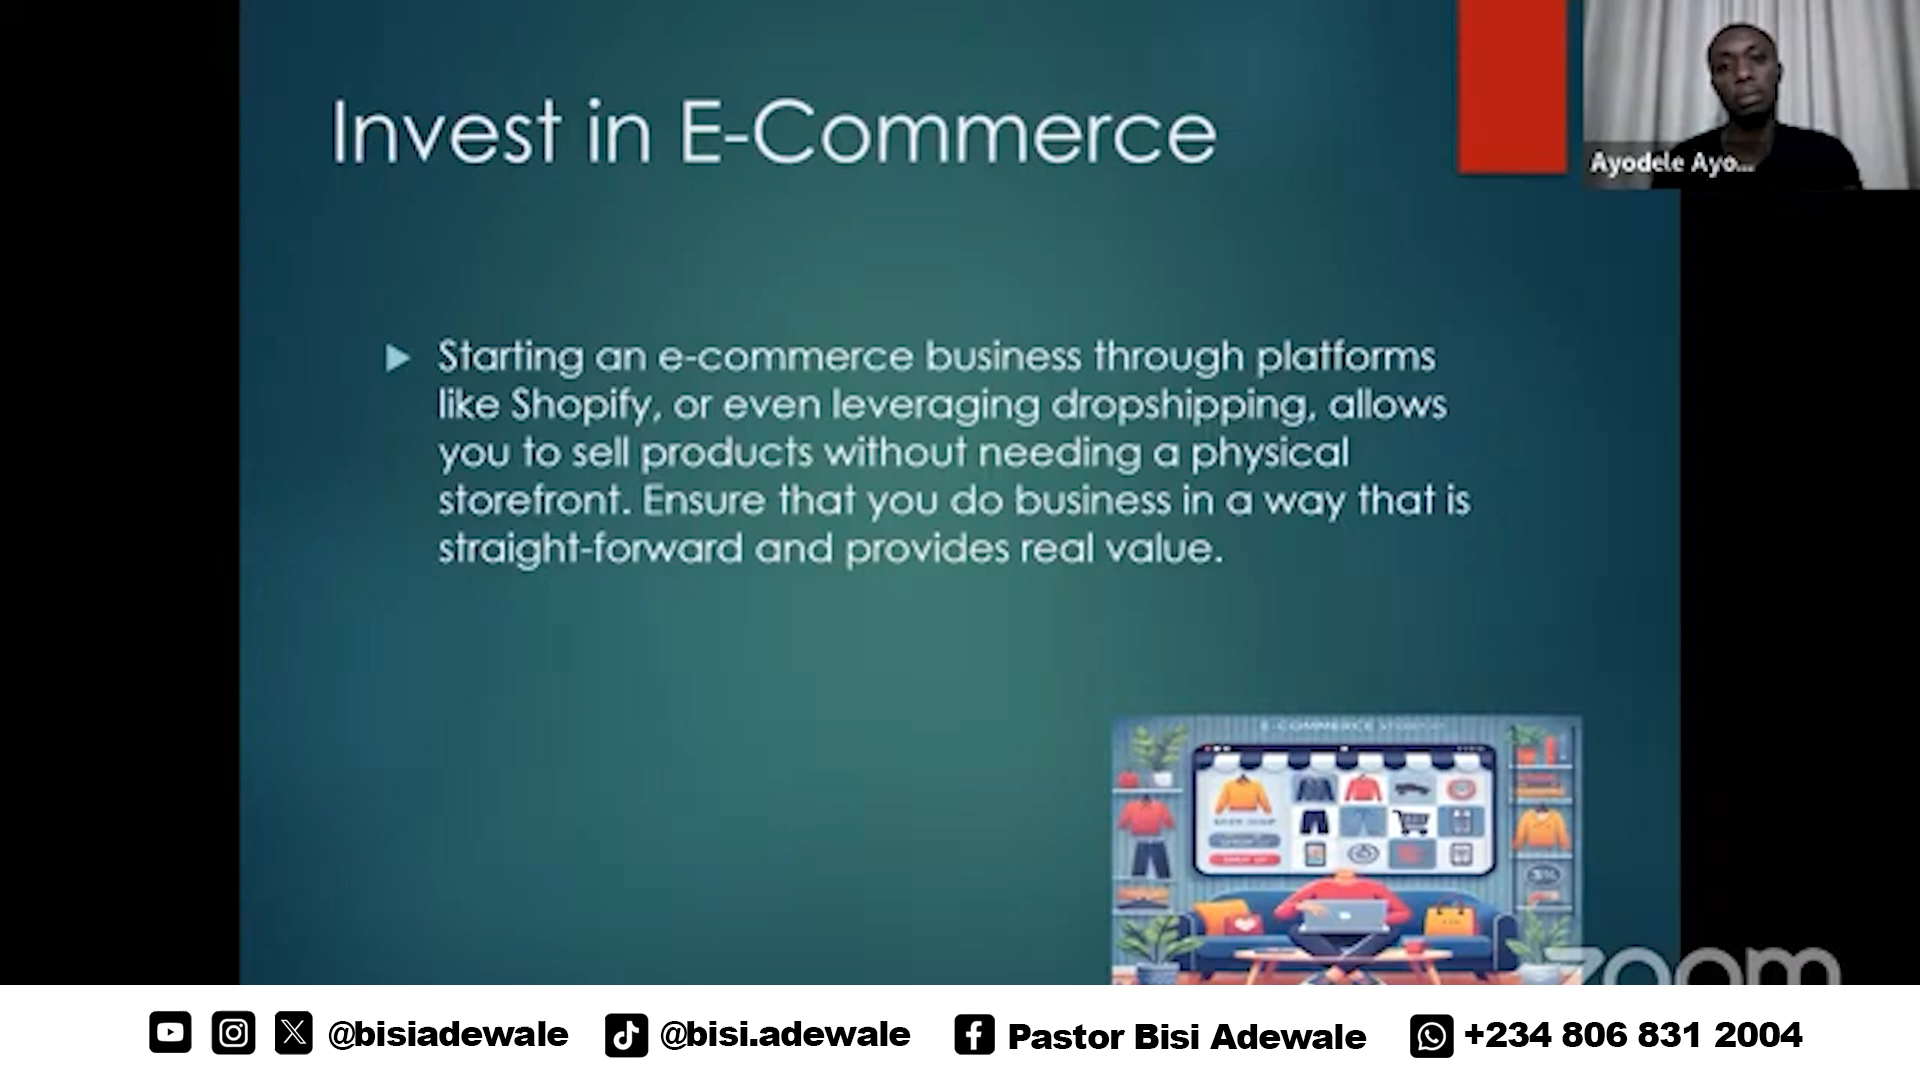 Invest in E-Commerce
Ayodele Ayo...
Starting an e-commerce business through platforms
like Shopify, or even leveraging dropshipping, allows
you to sell products without needing a physical
storefront. Ensure that you do business in a way that is
straight-forward and provides real value.
E-COMMERCE
zoom
@bisiadewale @bisi.adewale Pastor Bisi Adewale +234 806 831 2004